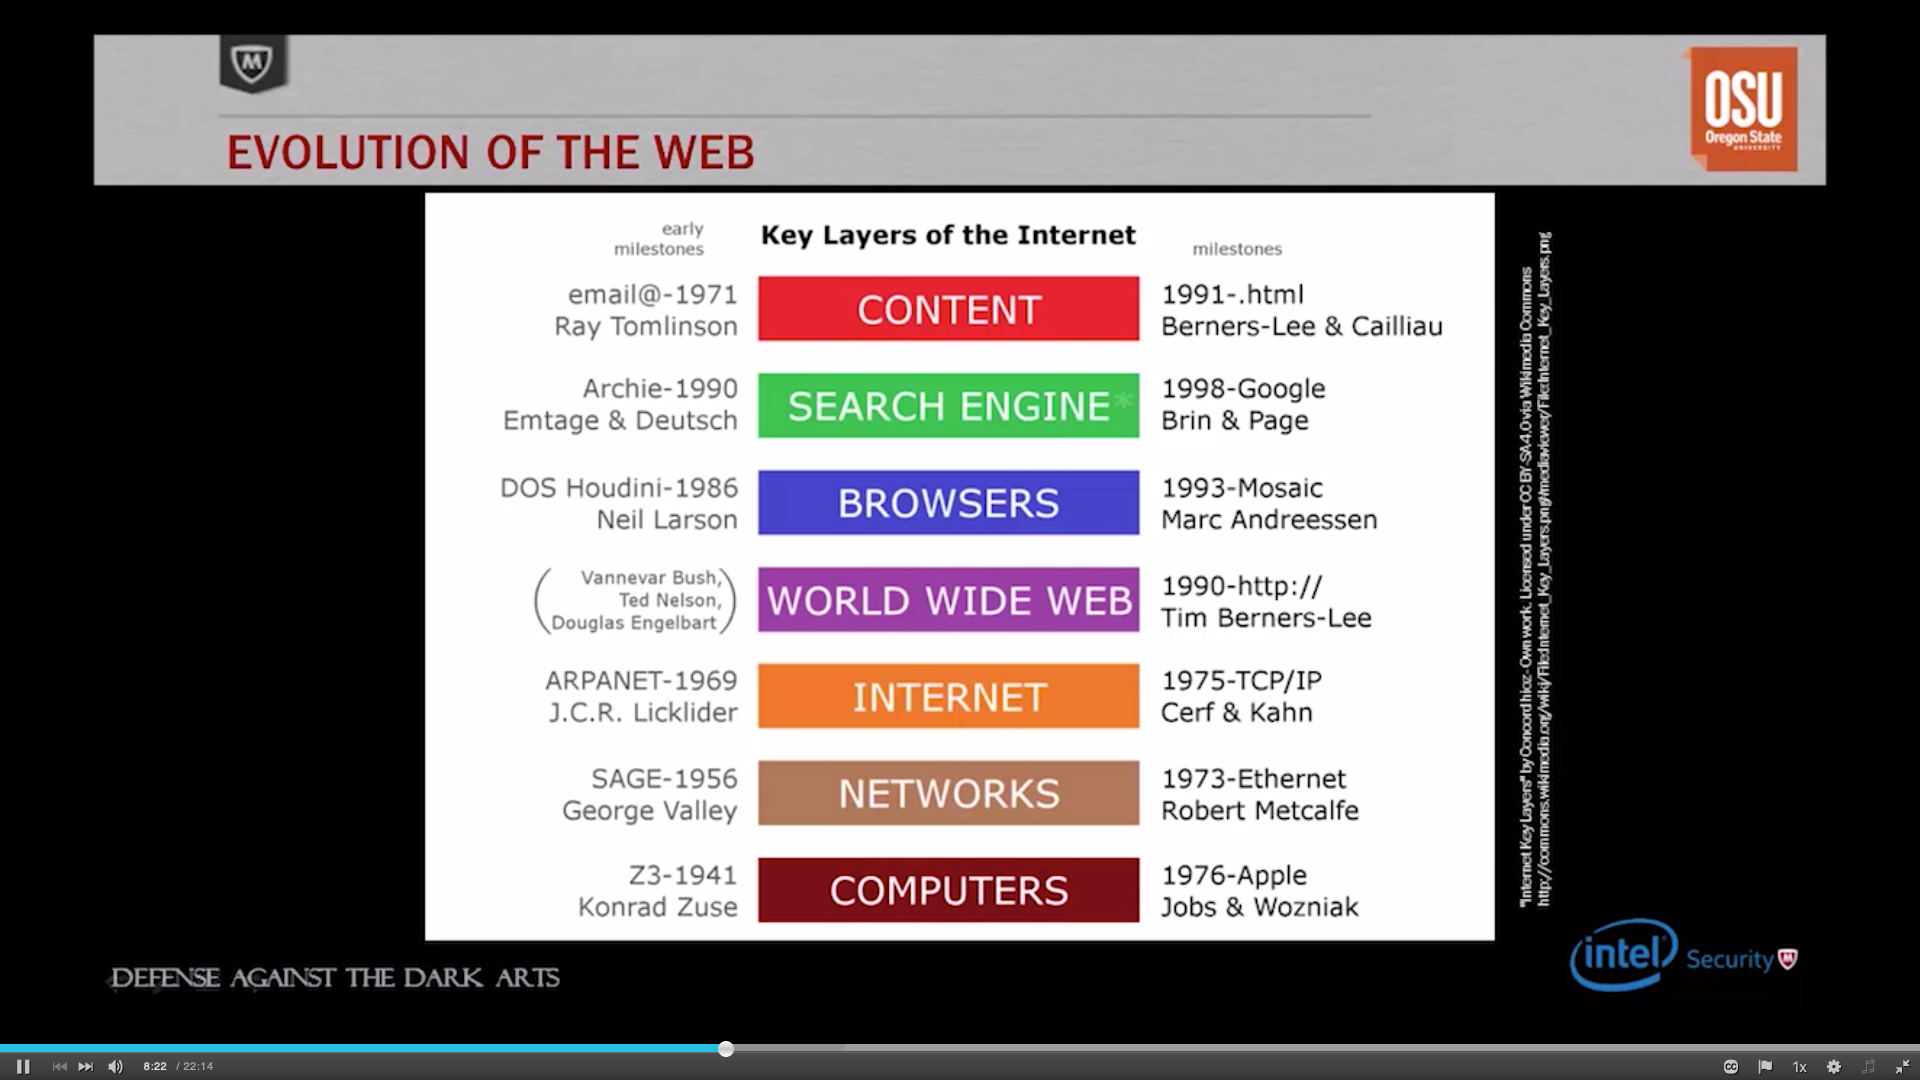 M
OSU
Oregon State
UNIVERSITY
EVOLUTION OF THE WEB
early
milestones
Key Layers of the Internet
milestones
email@-1971
Ray Tomlinson
CONTENT
1991-.html
Berners-Lee & Cailliau
Archie-1990
Emtage & Deutsch
SEARCH ENGINE*
1998-Google
Brin & Page
DOS Houdini-1986
Neil Larson
BROWSERS
1993-Mosaic
Marc Andreessen
(Vannevar Bush,
Ted Nelson,
Douglas Engelbart)
WORLD WIDE WEB
1990-http://
Tim Berners-Lee
ARPANET-1969
J.C.R. Licklider
INTERNET
1975-TCP/IP
Cerf & Kahn
SAGE-1956
George Valley
NETWORKS
1973-Ethernet
Robert Metcalfe
Z3-1941
Konrad Zuse
COMPUTERS
1976-Apple
Jobs & Wozniak
"Internet Key Layers" by Concord hioz - Own work. Licensed under CC BY-SA 4.0 via Wikimedia Commons
http://commons.wikimedia.org/wiki/File:Internet_Key_Layers.png#mediaviewer/File:Internet_Key_Layers.png
DEFENSE AGAINST THE DARK ARTS
intel Security
8:22 / 22:14
CC
1x